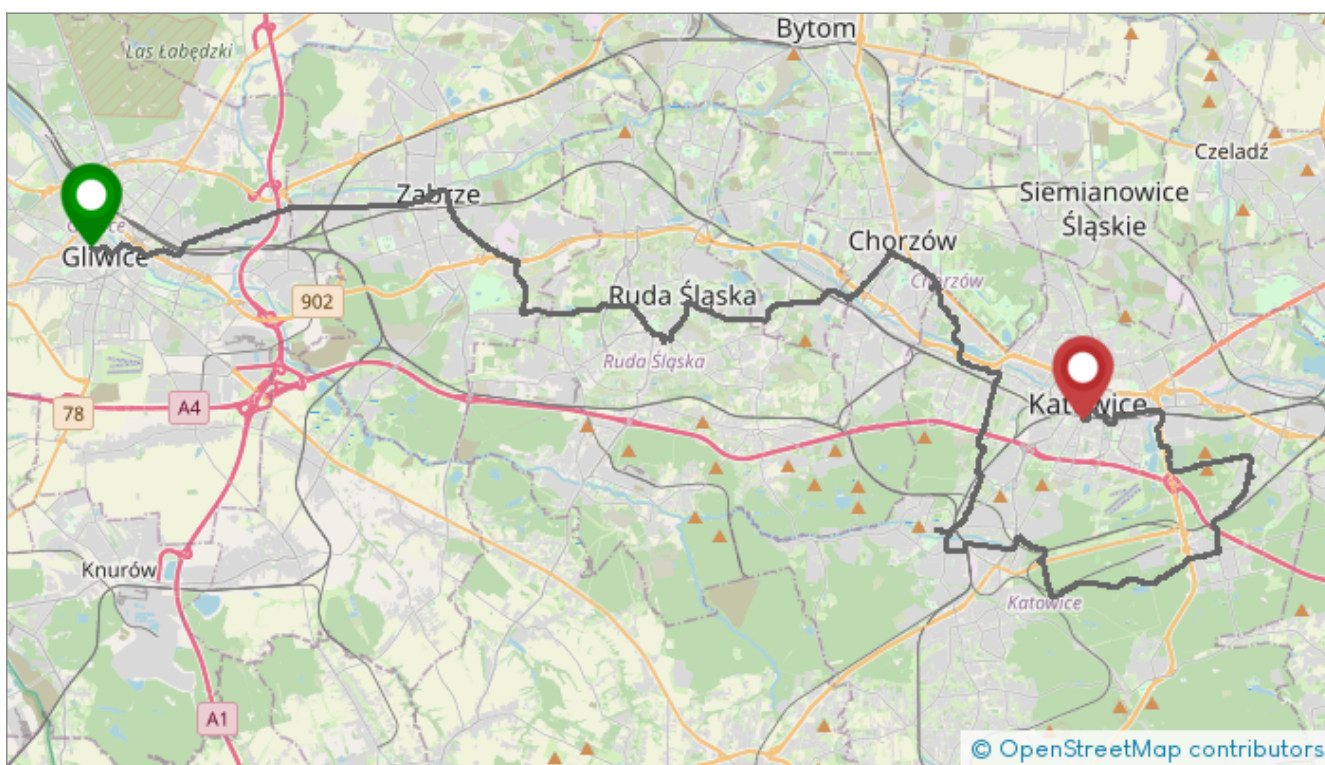 Bytom
Las Łabędzki
Czeladź
Siemianowice
Śląskie
Zabrze
Chorzów
Gliwice
Chorzów
902
Ruda Śląska
Ruda Śląska
78
A4
Katowice
Knurów
Katowice
A1
© OpenStreetMap contributors